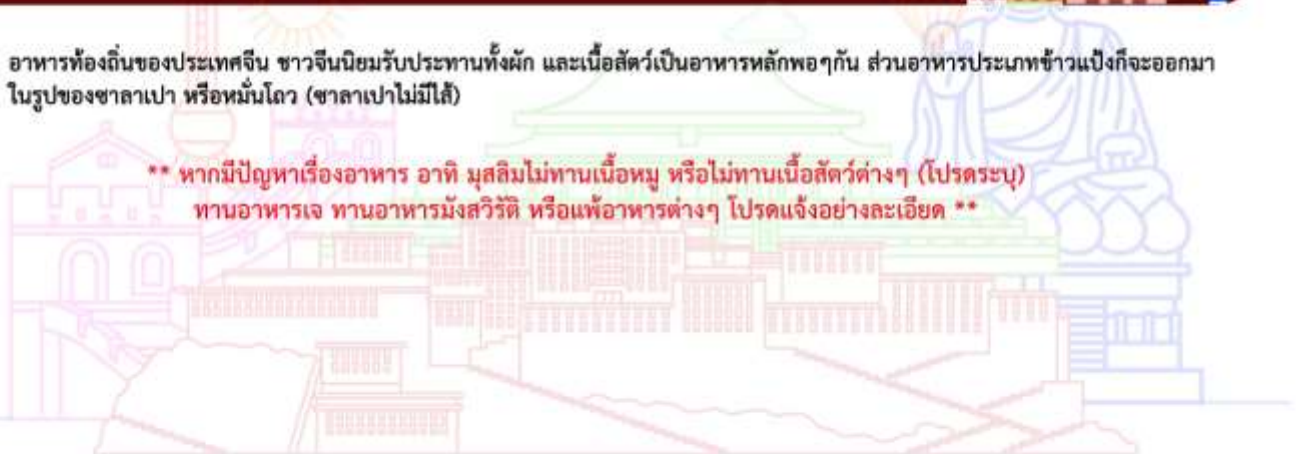 อาหารท้องถิ่นของประเทศจีน ชาวจีนนิยมรับประทานทั้งผัก และเนื้อสัตว์เป็นอาหารหลักพอๆกัน ส่วนอาหารประเภทข้าวแป้งก็จะออกมา
ในรูปของซาลาเปา หรือหมั่นโถว (ซาลาเปาไม่มีไส้)
** หากมีปัญหาเรื่องอาหาร อาทิ มุสลิมไม่ทานเนื้อหมู หรือไม่ทานเนื้อสัตว์ต่างๆ (โปรดระบุ)
ทานอาหารเจ ทานอาหารมังสวิรัติ หรือแพ้อาหารต่างๆ โปรดแจ้งอย่างละเอียด **